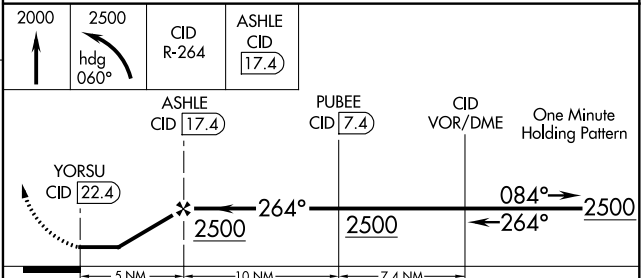 2000
2500
hdg
060°
CID
R-264
ASHLE
CID
17.4
ASHLE
CID 17.4
PUBEE
CID 7.4
CID
VOR/DME
One Minute
Holding Pattern
YORSU
CID 22.4
264°
084°
264°
2500
2500
2500
5 NM
10 NM
7.4 NM